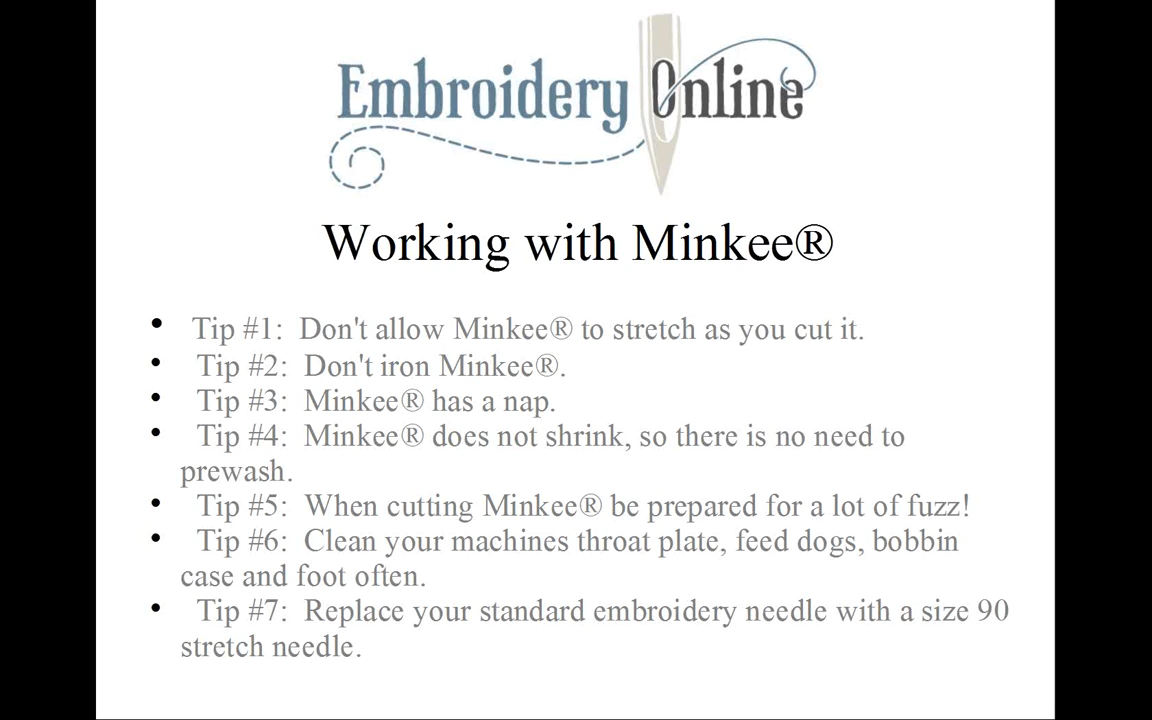 Embroidery Online
Working with Minkee®
• Tip #1: Don't allow Minkee® to stretch as you cut it.
• Tip #2: Don't iron Minkee®.
• Tip #3: Minkee® has a nap.
• Tip #4: Minkee® does not shrink, so there is no need to
prewash.
• Tip #5: When cutting Minkee® be prepared for a lot of fuzz!
• Tip #6: Clean your machines throat plate, feed dogs, bobbin
case and foot often.
• Tip #7: Replace your standard embroidery needle with a size 90
stretch needle.